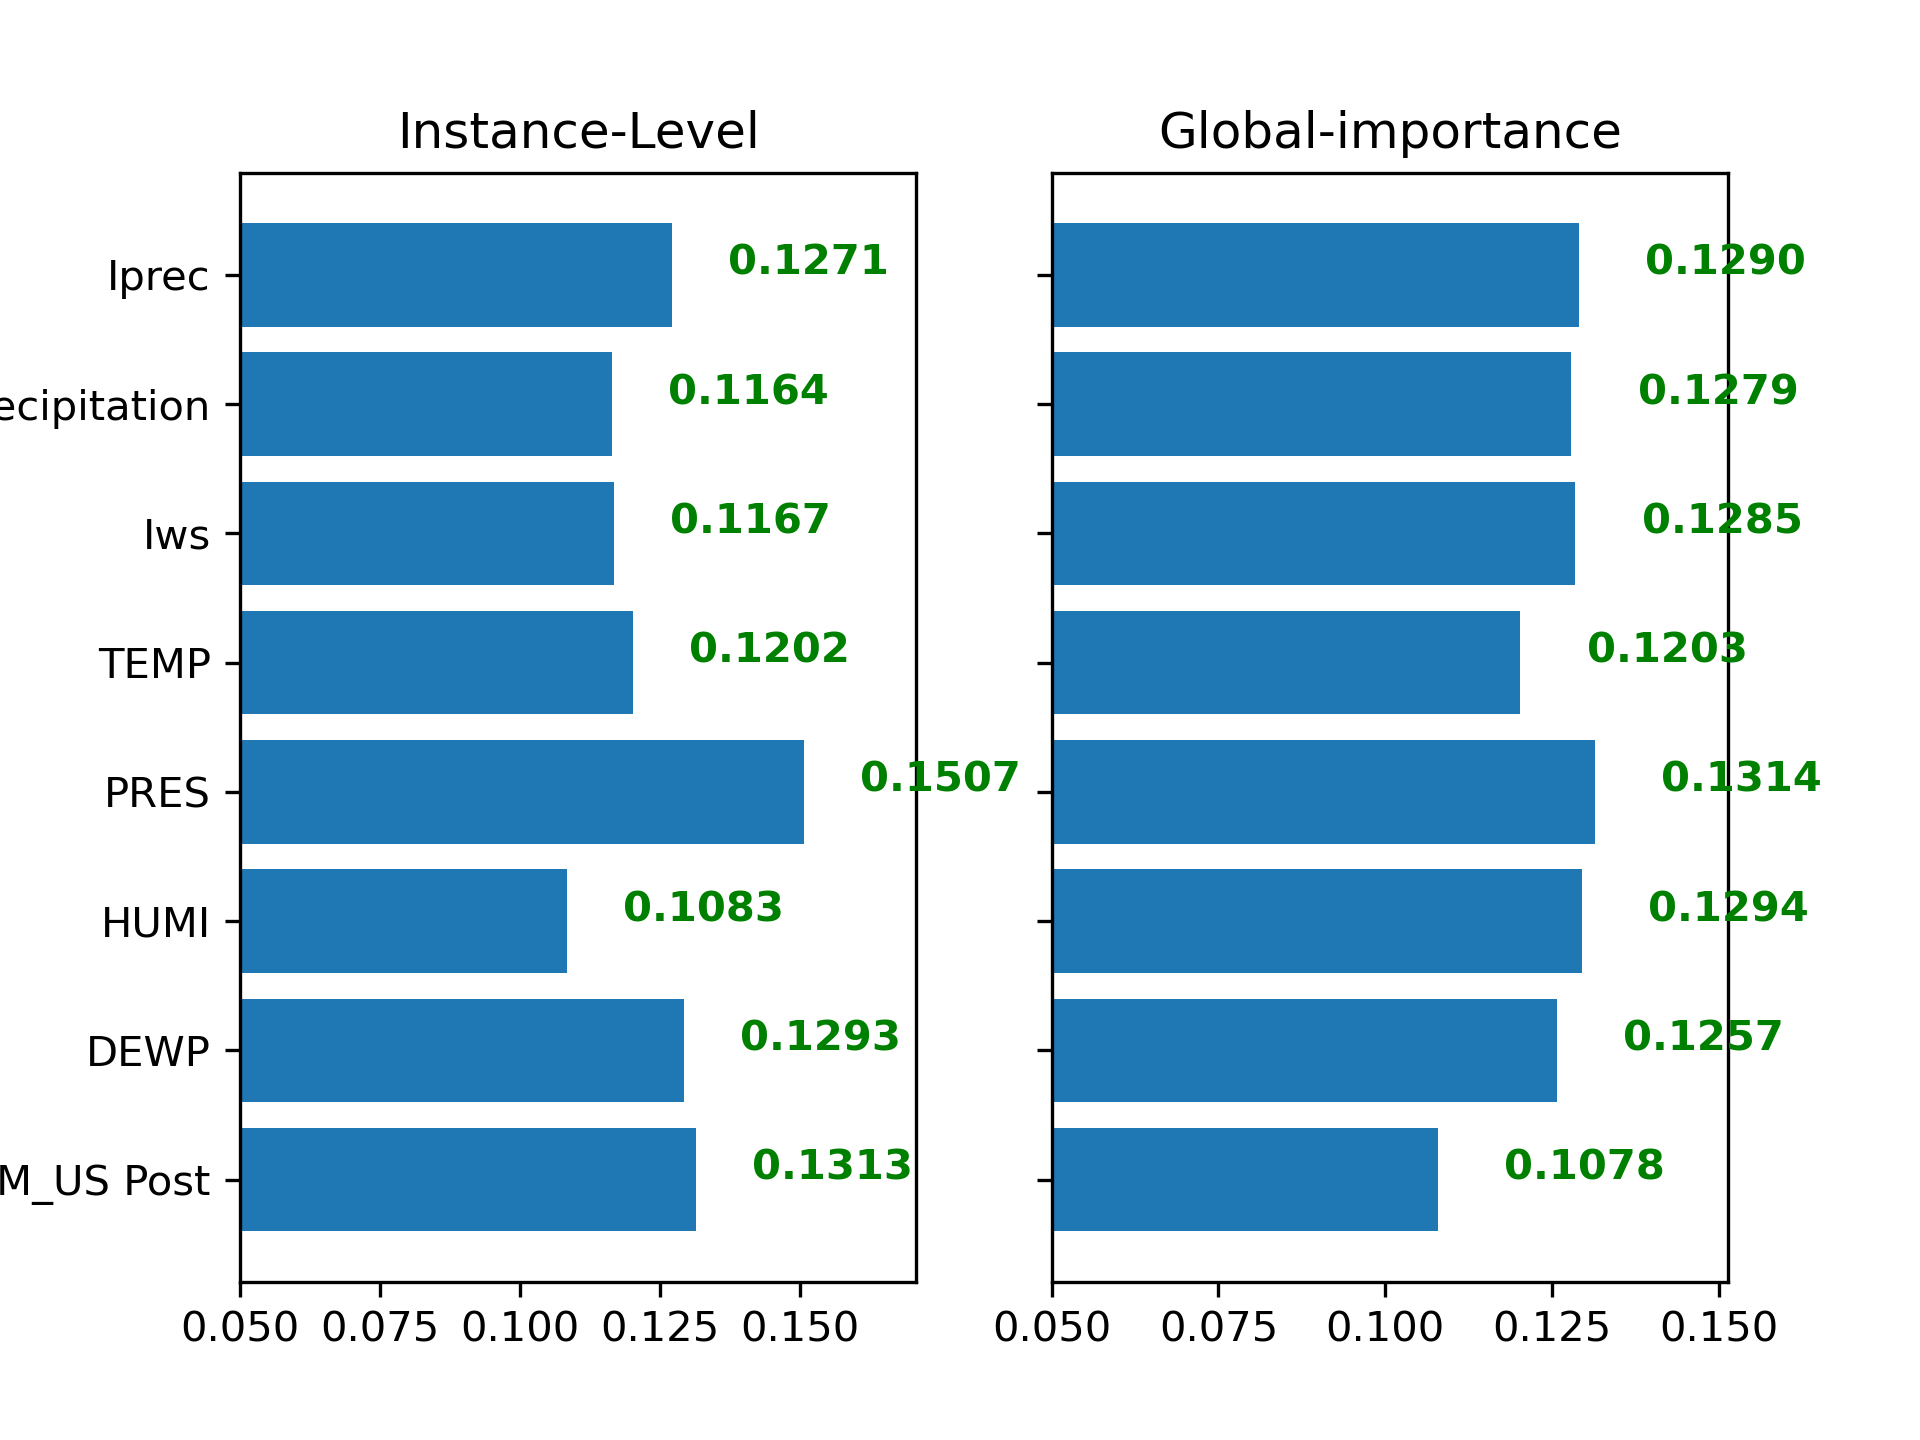 Instance-Level
Iprec
ecipitation
Iws
TEMP
PRES
HUMI
DEWP
M_US Post
0.1271
0.1164
0.1167
0.1202
0.1507
0.1083
0.1293
0.1313
0.050 0.075 0.100 0.125 0.150
Global-importance
0.1290
0.1279
0.1285
0.1203
0.1314
0.1294
0.1257
0.1078
0.050 0.075 0.100 0.125 0.150